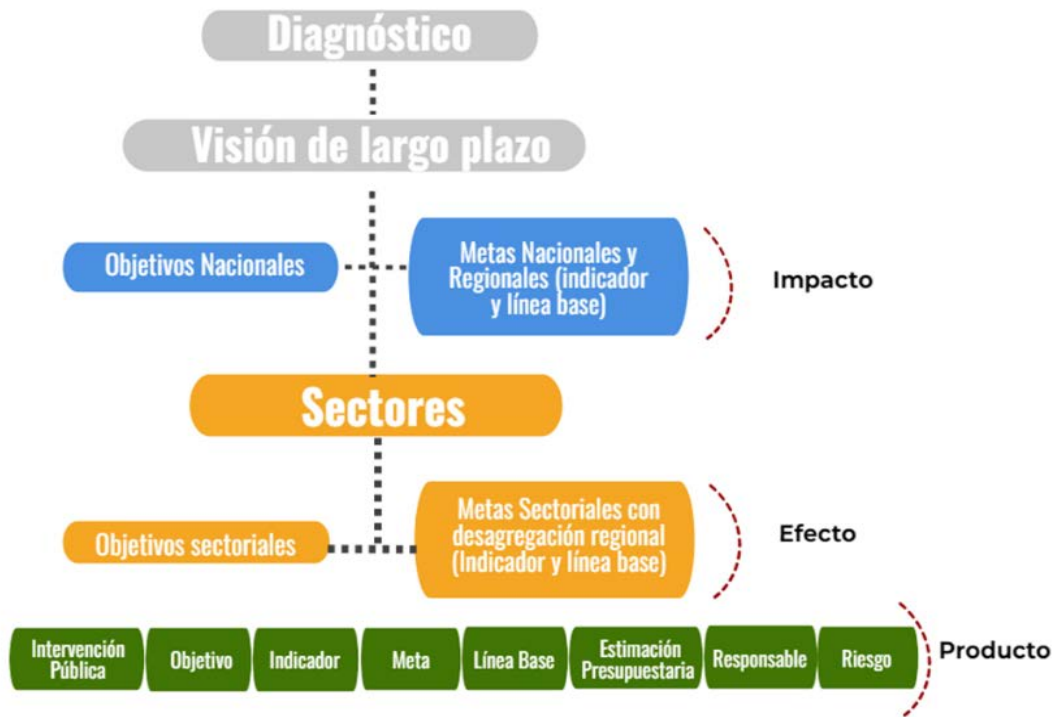 Diagnóstico
Visión de largo plazo
Objetivos Nacionales
Metas Nacionales y
Regionales (indicador
y línea base)
Impacto
Sectores
Objetivos sectoriales
Metas Sectoriales con
desagregación regional
(Indicador y línea base)
Efecto
Intervención
Pública
Objetivo
Indicador
Meta
Línea Base
Estimación
Presupuestaria
Responsable
Riesgo
Producto